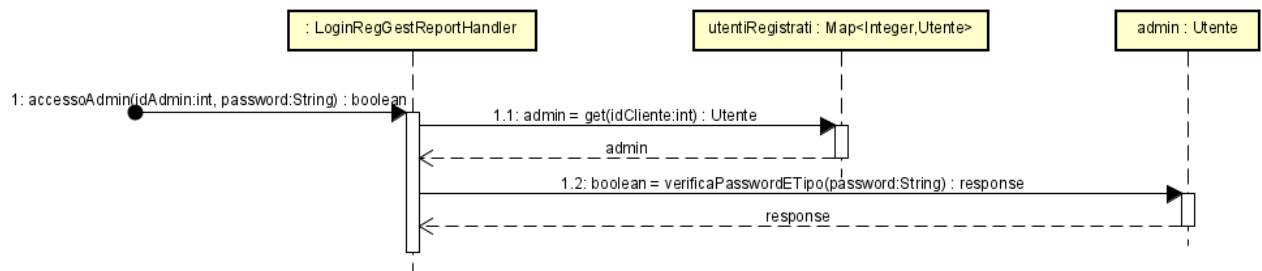 : LoginRegGestReportHandler
utentiRegistrati : Map<Integer,Utente>
admin : Utente
1: accessoAdmin(idAdmin:int, password:String) : boolean
1.1: admin = get(idCliente:int) : Utente
admin
1.2: boolean = verificaPasswordETipo(password:String) : response
response